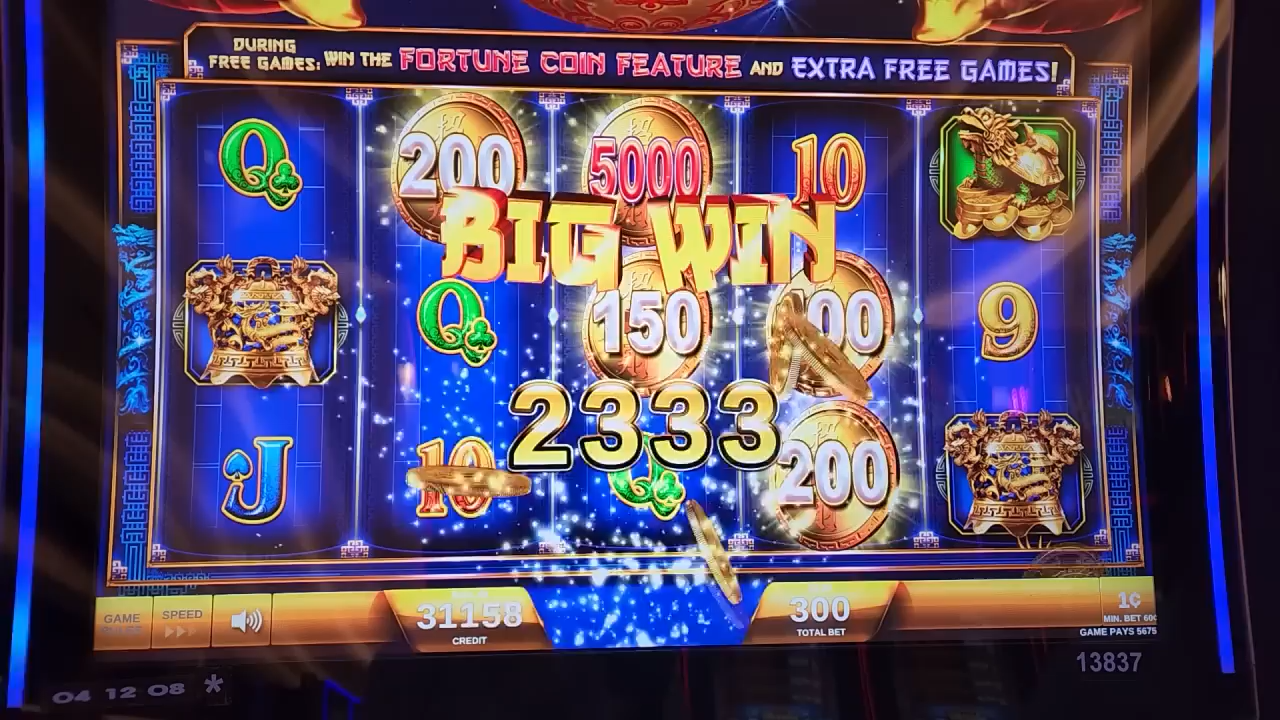 DURING
FREE GAMES: WIN THE FORTUNE COIN FEATURE AND EXTRA FREE GAMES!
Q
200
5000
10
BIG WIN
Q
150
00
9
2333
J
10
Q
200
GAME
SPEED
31158
CREDIT
300
TOTAL BET
1¢
MIN. BET 60¢
GAME PAYS 5675
13837
04 12 08 *